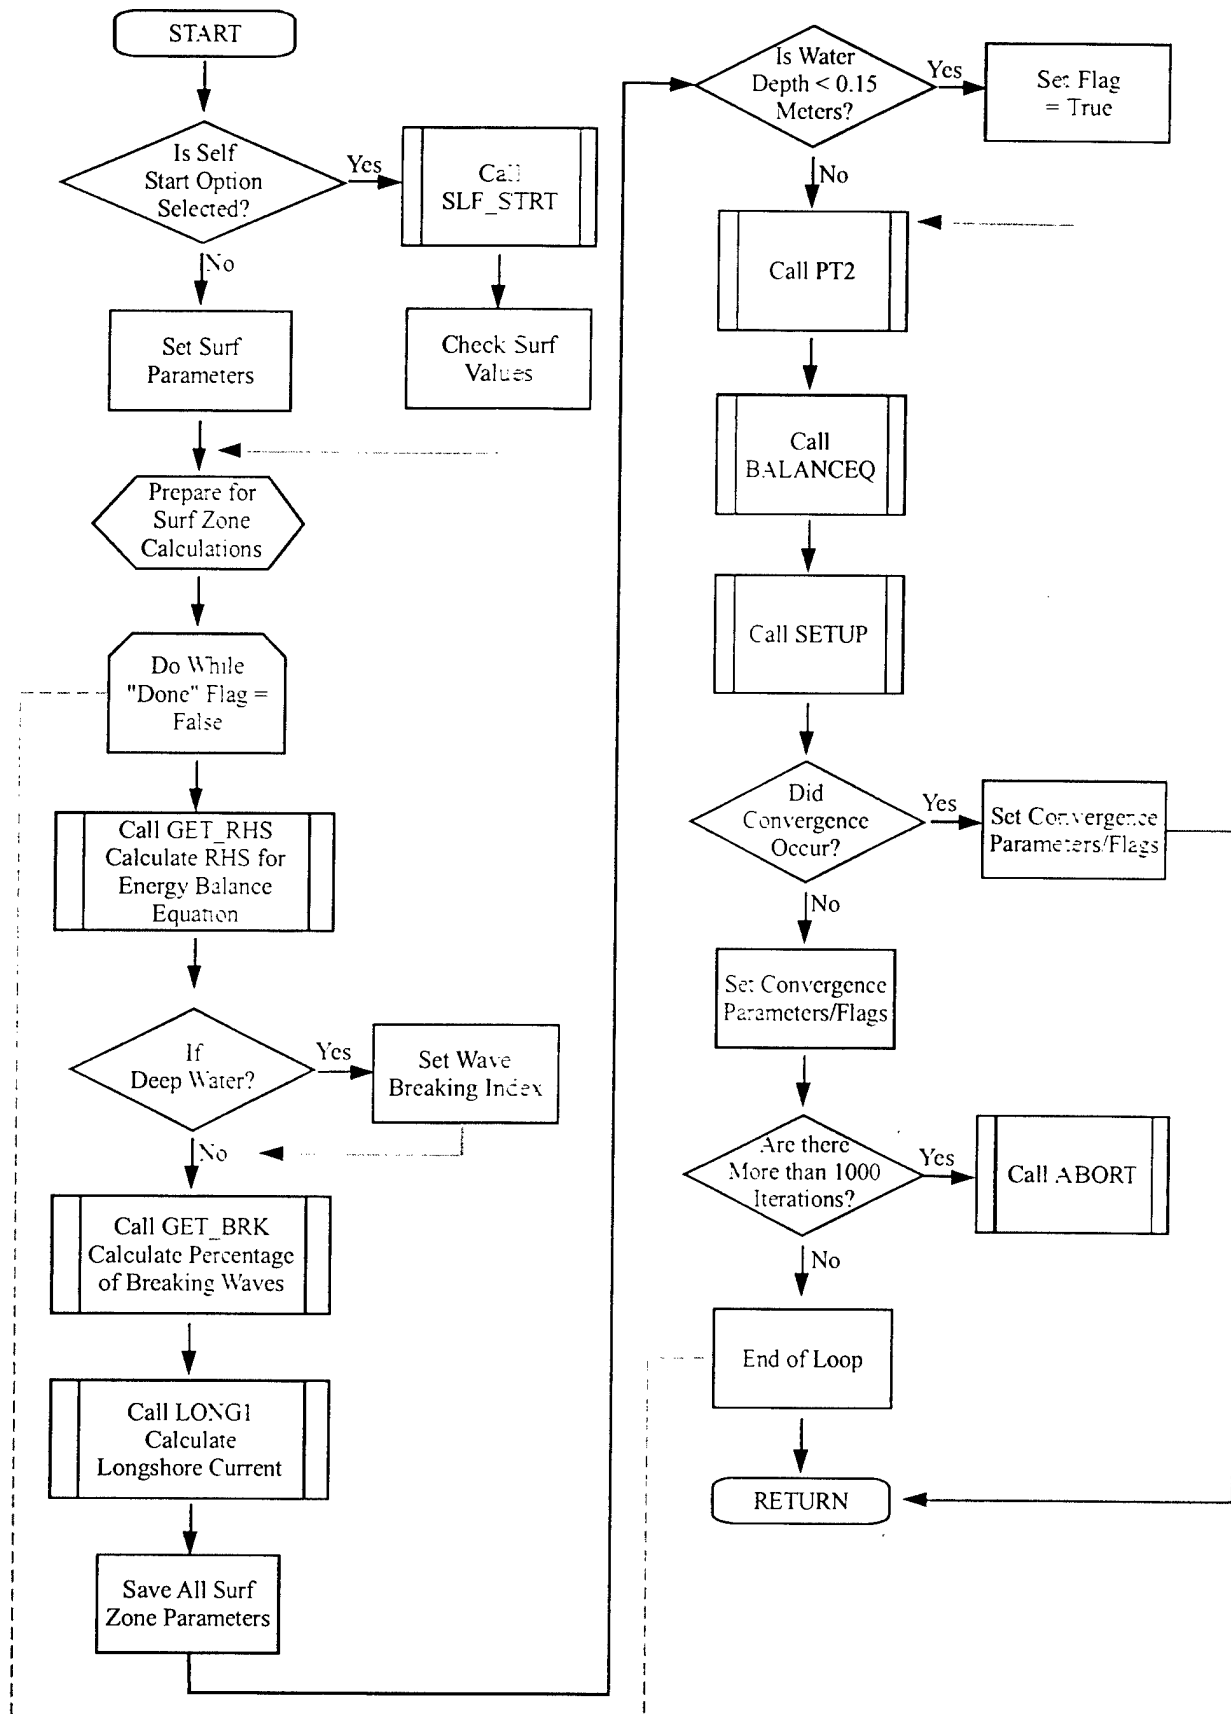 START
Is Self
Start Option
Selected?
Yes
Call
SLF_STRT
No
Set Surf
Parameters
Check Surf
Values
Prepare for
Surf Zone
Calculations
Do While
"Done" Flag =
False
Call GET_RHS
Calculate RHS for
Energy Balance
Equation
If
Deep Water?
Yes
Set Wave
Breaking Index
No
Call GET_BRK
Calculate Percentage
of Breaking Waves
Call LONG1
Calculate
Longshore Current
Save All Surf
Zone Parameters
Is Water
Depth < 0.15
Meters?
Yes
Set Flag
= True
No
Call PT2
Call
BALANCEQ
Call SETUP
Did
Convergence
Occur?
Yes
Set Convergence
Parameters/Flags
No
Set Convergence
Parameters/Flags
Are there
More than 1000
Iterations?
Yes
Call ABORT
No
End of Loop
RETURN